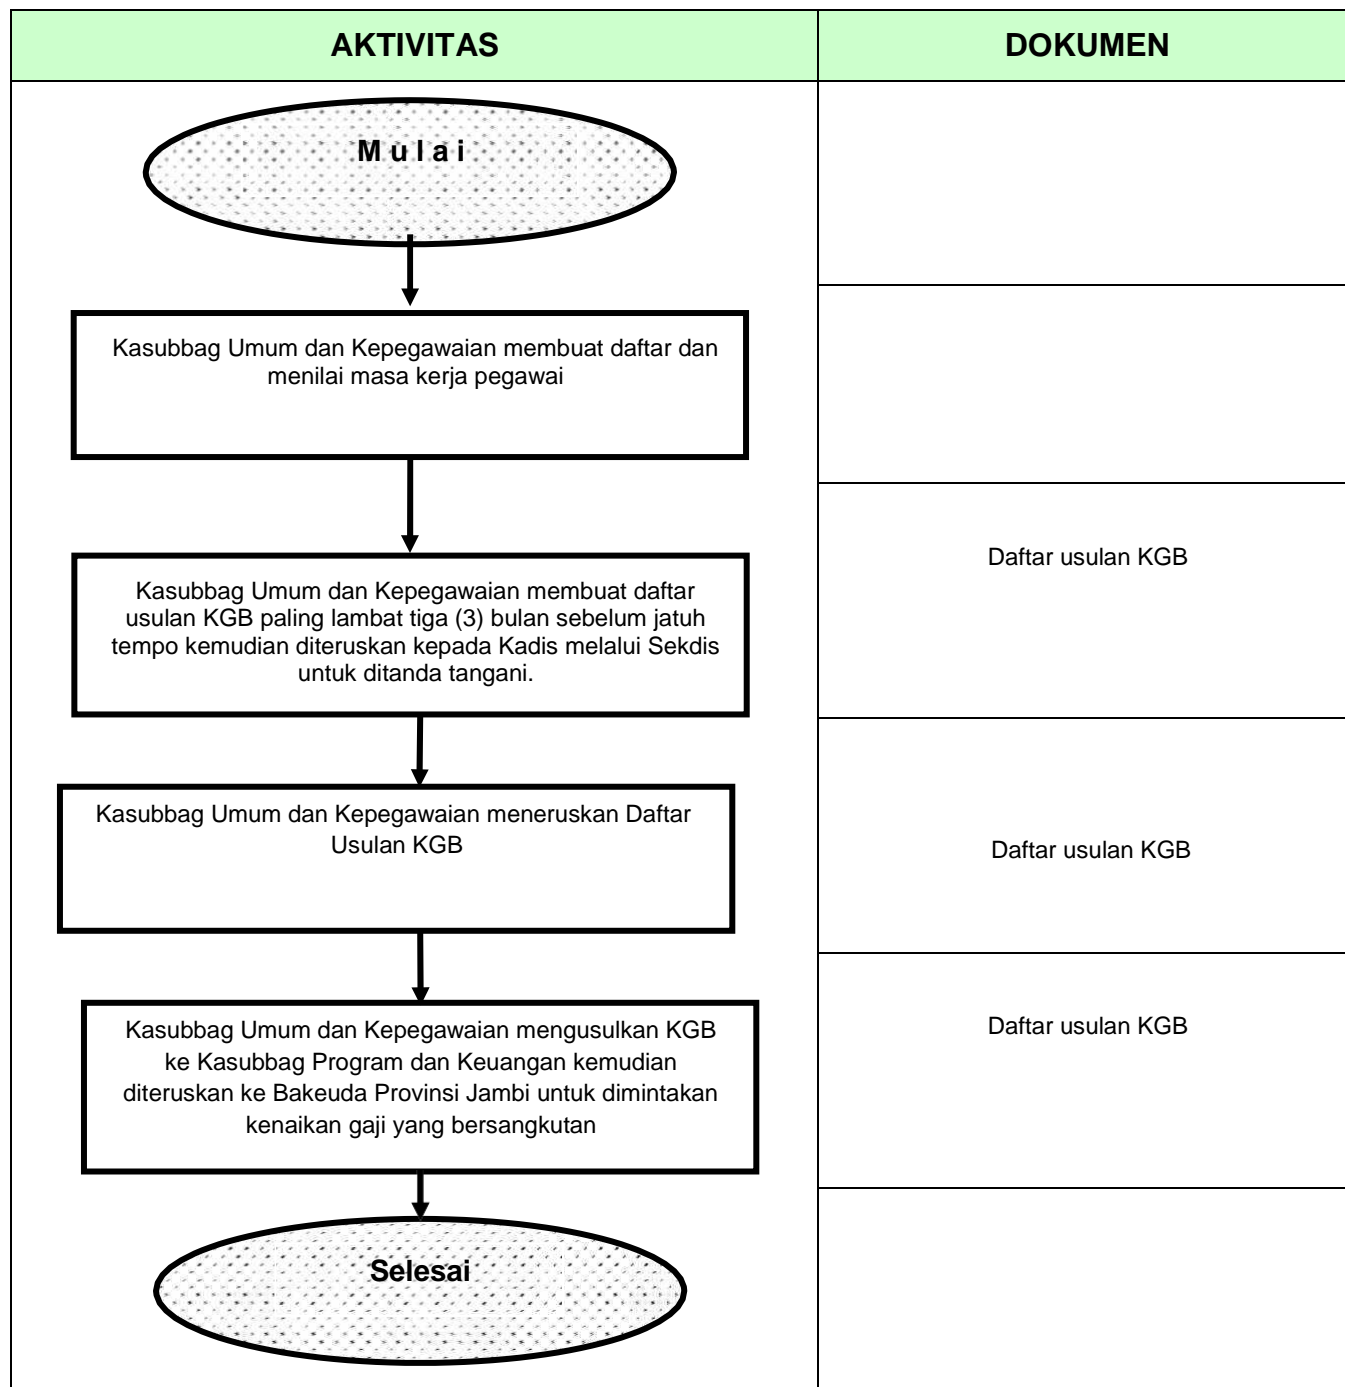 AKTIVITAS
DOKUMEN
M u l a i
Kasubbag Umum dan Kepegawaian membuat daftar dan
menilai masa kerja pegawai
Daftar usulan KGB
Kasubbag Umum dan Kepegawaian membuat daftar
usulan KGB paling lambat tiga (3) bulan sebelum jatuh
tempo kemudian diteruskan kepada Kadis melalui Sekdis
untuk ditanda tangani.
Kasubbag Umum dan Kepegawaian meneruskan Daftar
Usulan KGB
Daftar usulan KGB
Kasubbag Umum dan Kepegawaian mengusulkan KGB
ke Kasubbag Program dan Keuangan kemudian
diteruskan ke Bakeuda Provinsi Jambi untuk dimintakan
kenaikan gaji yang bersangkutan
Daftar usulan KGB
Selesai